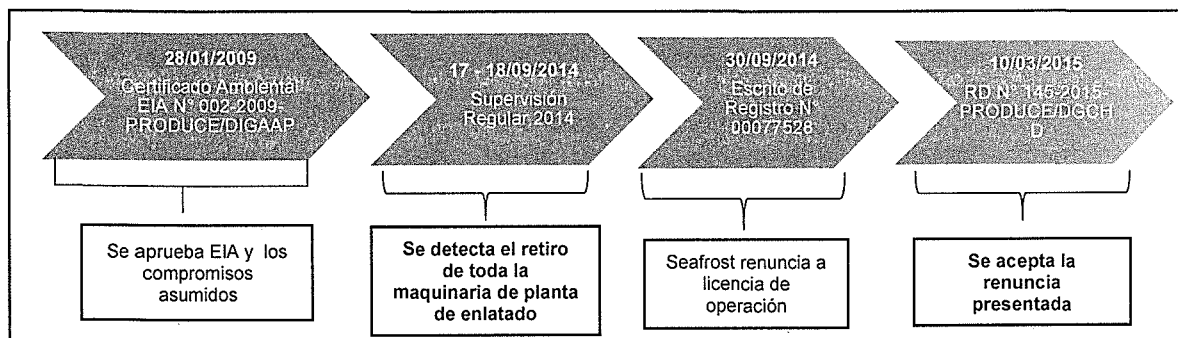 28/01/2009
Certificado Ambiental
EIA N° 002-2009-
PRODUCE/DIGAAP
17 - 18/09/2014
Supervisión
Regular 2014
30/09/2014
Escrito de
Registro N°
00077528
10/03/2015
RD N° 145-2015-
PRODUCE/DGCH
D
Se aprueba EIA y los
compromisos
asumidos
Se detecta el retiro
de toda la
maquinaria de planta
de enlatado
Seafrost renuncia a
licencia de
operación
Se acepta la
renuncia
presentada